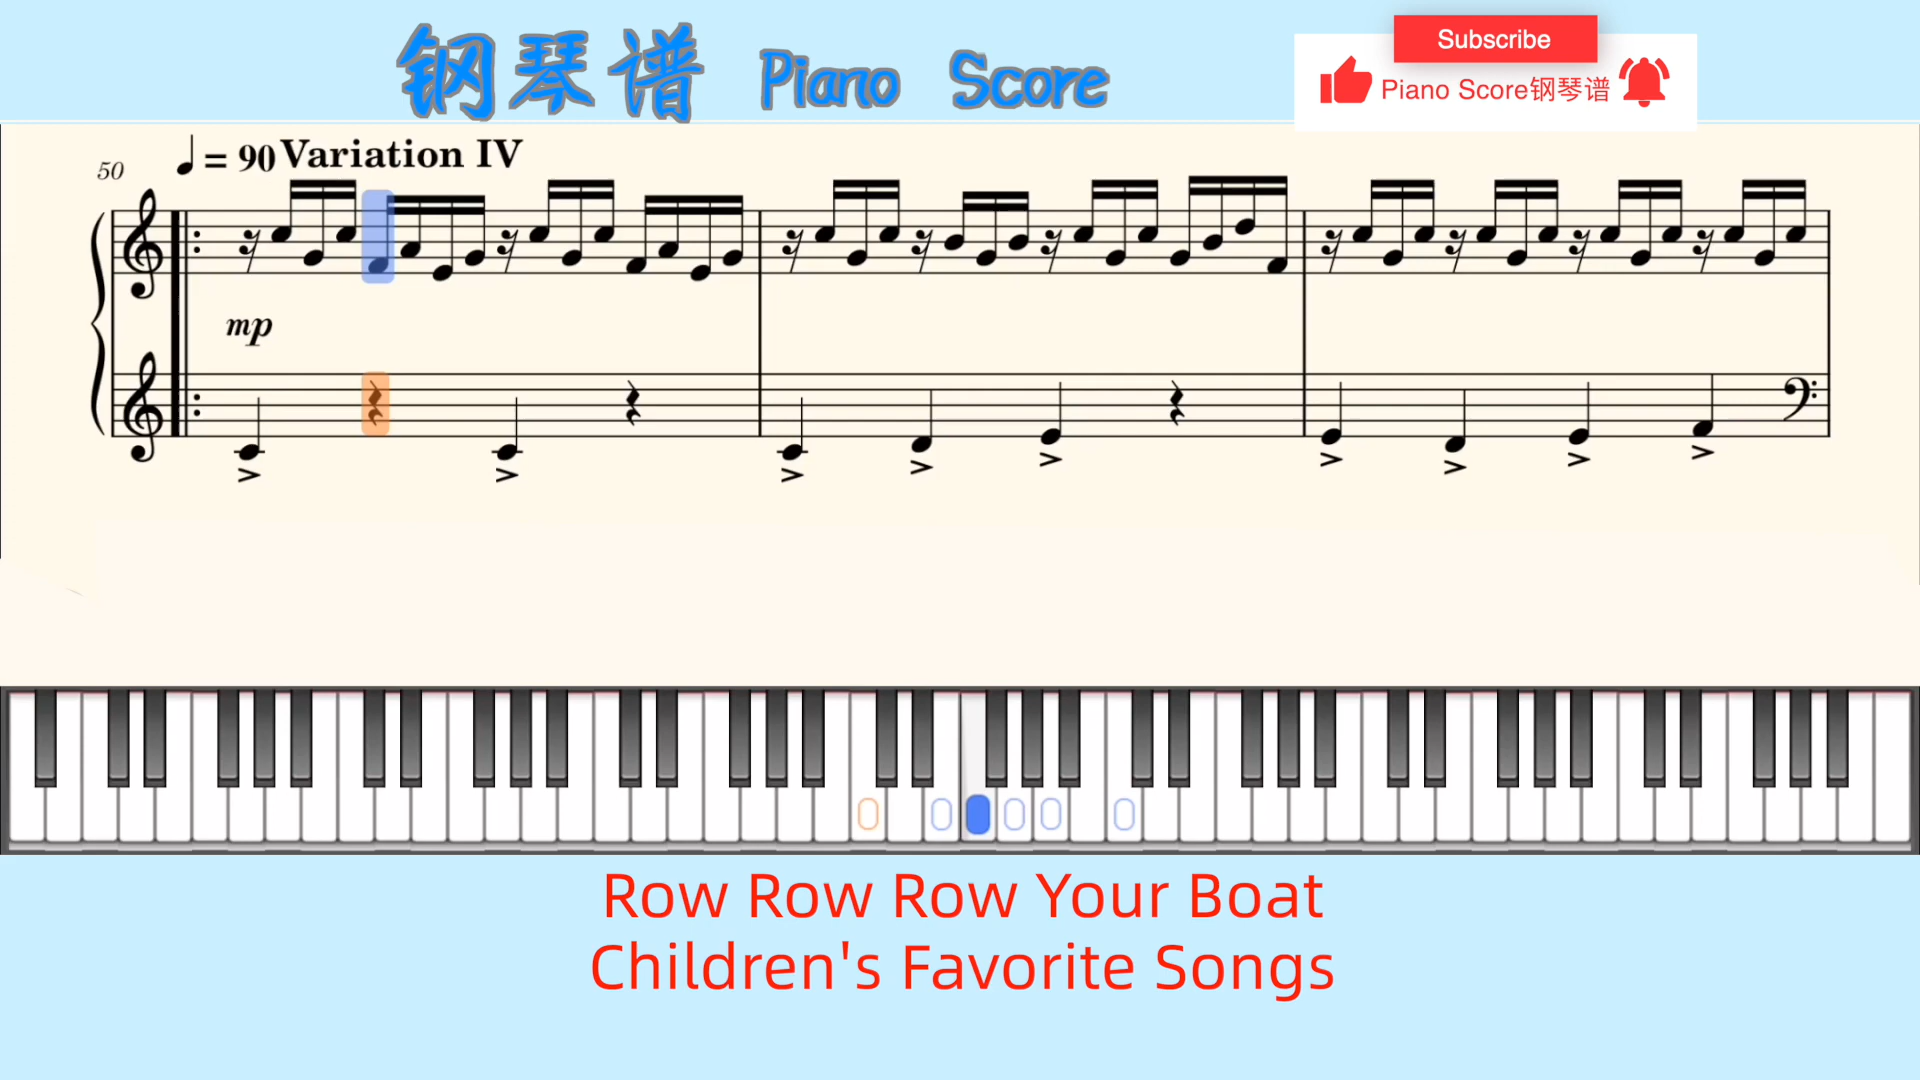 钢琴谱 Piano Score
Subscribe
Piano Score钢琴谱
50
♩ = 90 Variation IV
mp
Row Row Row Your Boat
Children's Favorite Songs